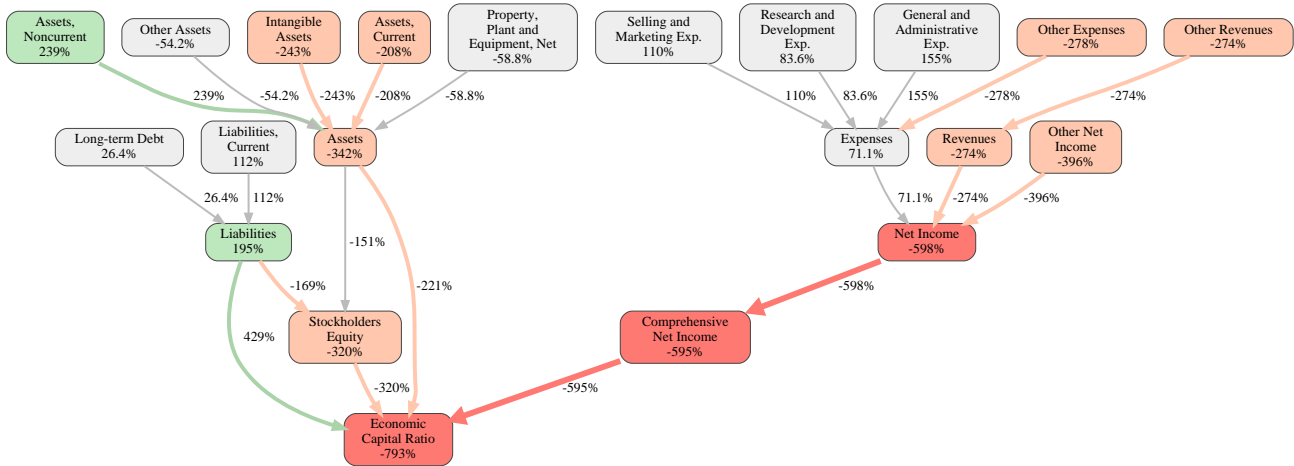 Assets,
Noncurrent
239%
Other Assets
-54.2%
Intangible
Assets
-243%
Assets,
Current
-208%
Property,
Plant and
Equipment, Net
-58.8%
Selling and
Marketing Exp.
110%
Research and
Development
Exp.
83.6%
General and
Administrative
Exp.
155%
Other Expenses
-278%
Other Revenues
-274%
239%
-54.2%
-243%
-208%
-58.8%
110%
83.6%
155%
-278%
-274%
Long-term Debt
26.4%
Liabilities,
Current
112%
Assets
-342%
Expenses
71.1%
Revenues
-274%
Other Net
Income
-396%
26.4%
112%
71.1%
-274%
-396%
Liabilities
195%
-151%
Net Income
-598%
-169%
-221%
-598%
429%
Stockholders
Equity
-320%
Comprehensive
Net Income
-595%
-320%
-595%
Economic
Capital Ratio
-793%